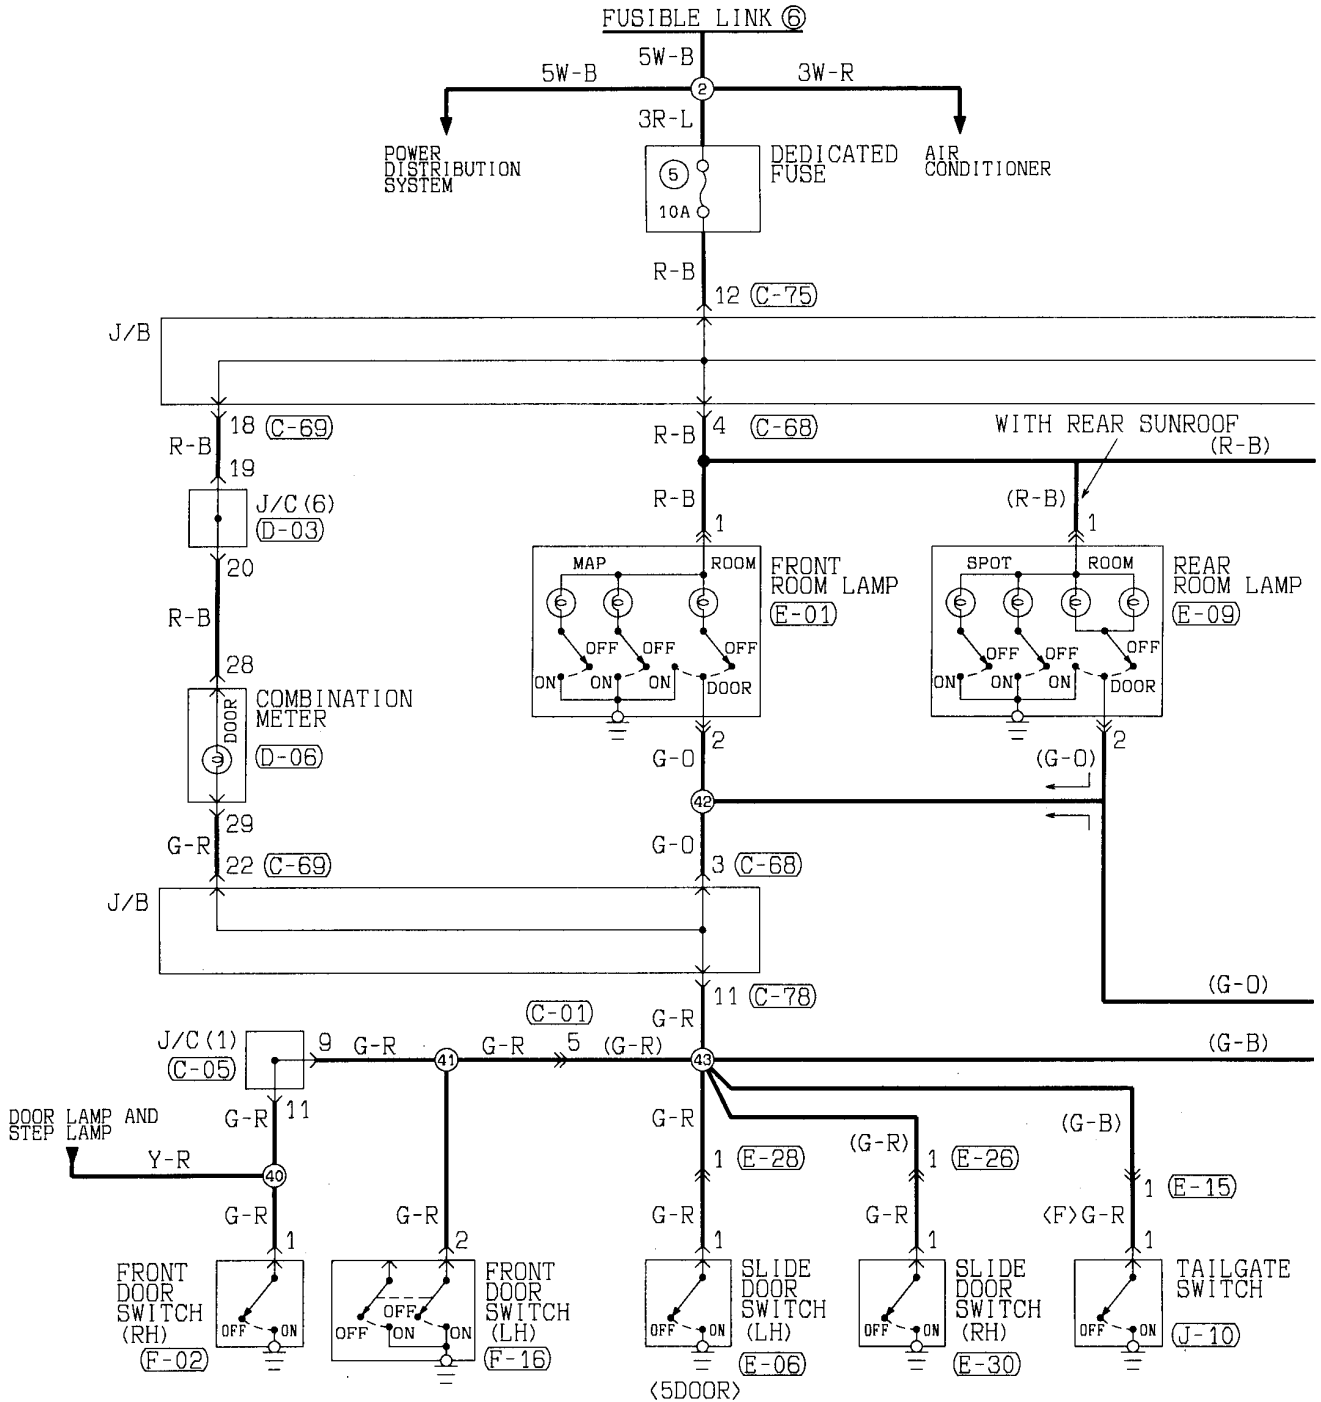 FUSIBLE LINK ⑥
5W-B
5W-B
3W-R
2
3R-L
POWER
DISTRIBUTION
SYSTEM
DEDICATED
FUSE
AIR
CONDITIONER
5
10A
R-B
12 C-75
J/B
18 C-69
4 C-68
WITH REAR SUNROOF
(R-B)
R-B
R-B
19
J/C(6)
D-03
R-B
(R-B)
1
1
20
MAP
ROOM
FRONT
ROOM LAMP
E-01
SPOT
ROOM
REAR
ROOM LAMP
E-09
R-B
28
OFF
OFF
OFF
ON
ON
ON
DOOR
OFF
OFF
OFF
ON
ON
ON
DOOR
COMBINATION
METER
DOOR
D-06
2
G-O
2
(G-O)
42
29
G-R
22 C-69
G-O
3 C-68
J/B
11 C-78
(G-O)
C-01
G-R
J/C(1)
C-05
9
G-R
41
G-R
5
(G-R)
43
(G-B)
DOOR LAMP AND
STEP LAMP
G-R
11
G-R
(G-R)
(G-B)
Y-R
40
1 E-28
1 E-26
1 E-15
G-R
G-R
G-R
G-R
<F>G-R
1
2
1
1
1
FRONT
DOOR
SWITCH
(RH)
F-02
OFF
ON
FRONT
DOOR
SWITCH
(LH)
F-16
OFF
OFF
ON
ON
SLIDE
DOOR
SWITCH
(LH)
E-06
OFF
ON
<5DOOR>
SLIDE
DOOR
SWITCH
(RH)
E-30
OFF
ON
TAILGATE
SWITCH
J-10
OFF
ON